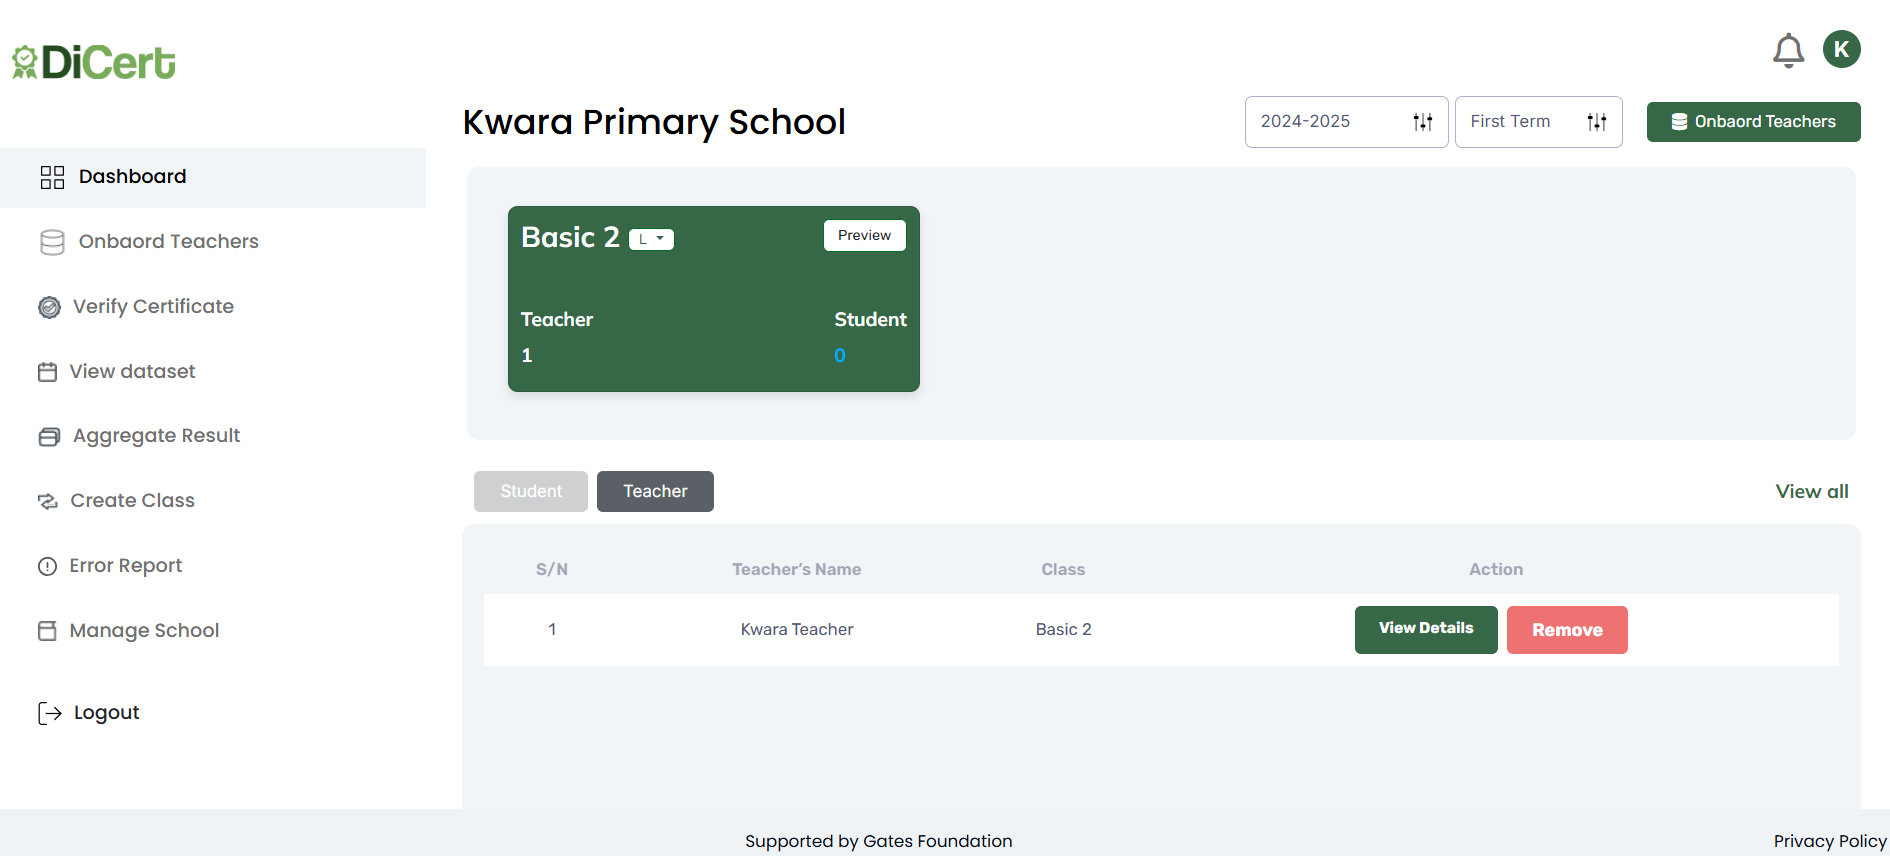 DiCert
K
Kwara Primary School
2024-2025
First Term
Onbaord Teachers
Dashboard
Onbaord Teachers
Verify Certificate
View dataset
Aggregate Result
Create Class
Error Report
Manage School
Logout
Basic 2
L
Preview
Teacher
Student
1
0
Student
Teacher
View all
S/N Teacher’s Name Class Action
1 Kwara Teacher Basic 2 View Details Remove
Supported by Gates Foundation
Privacy Policy